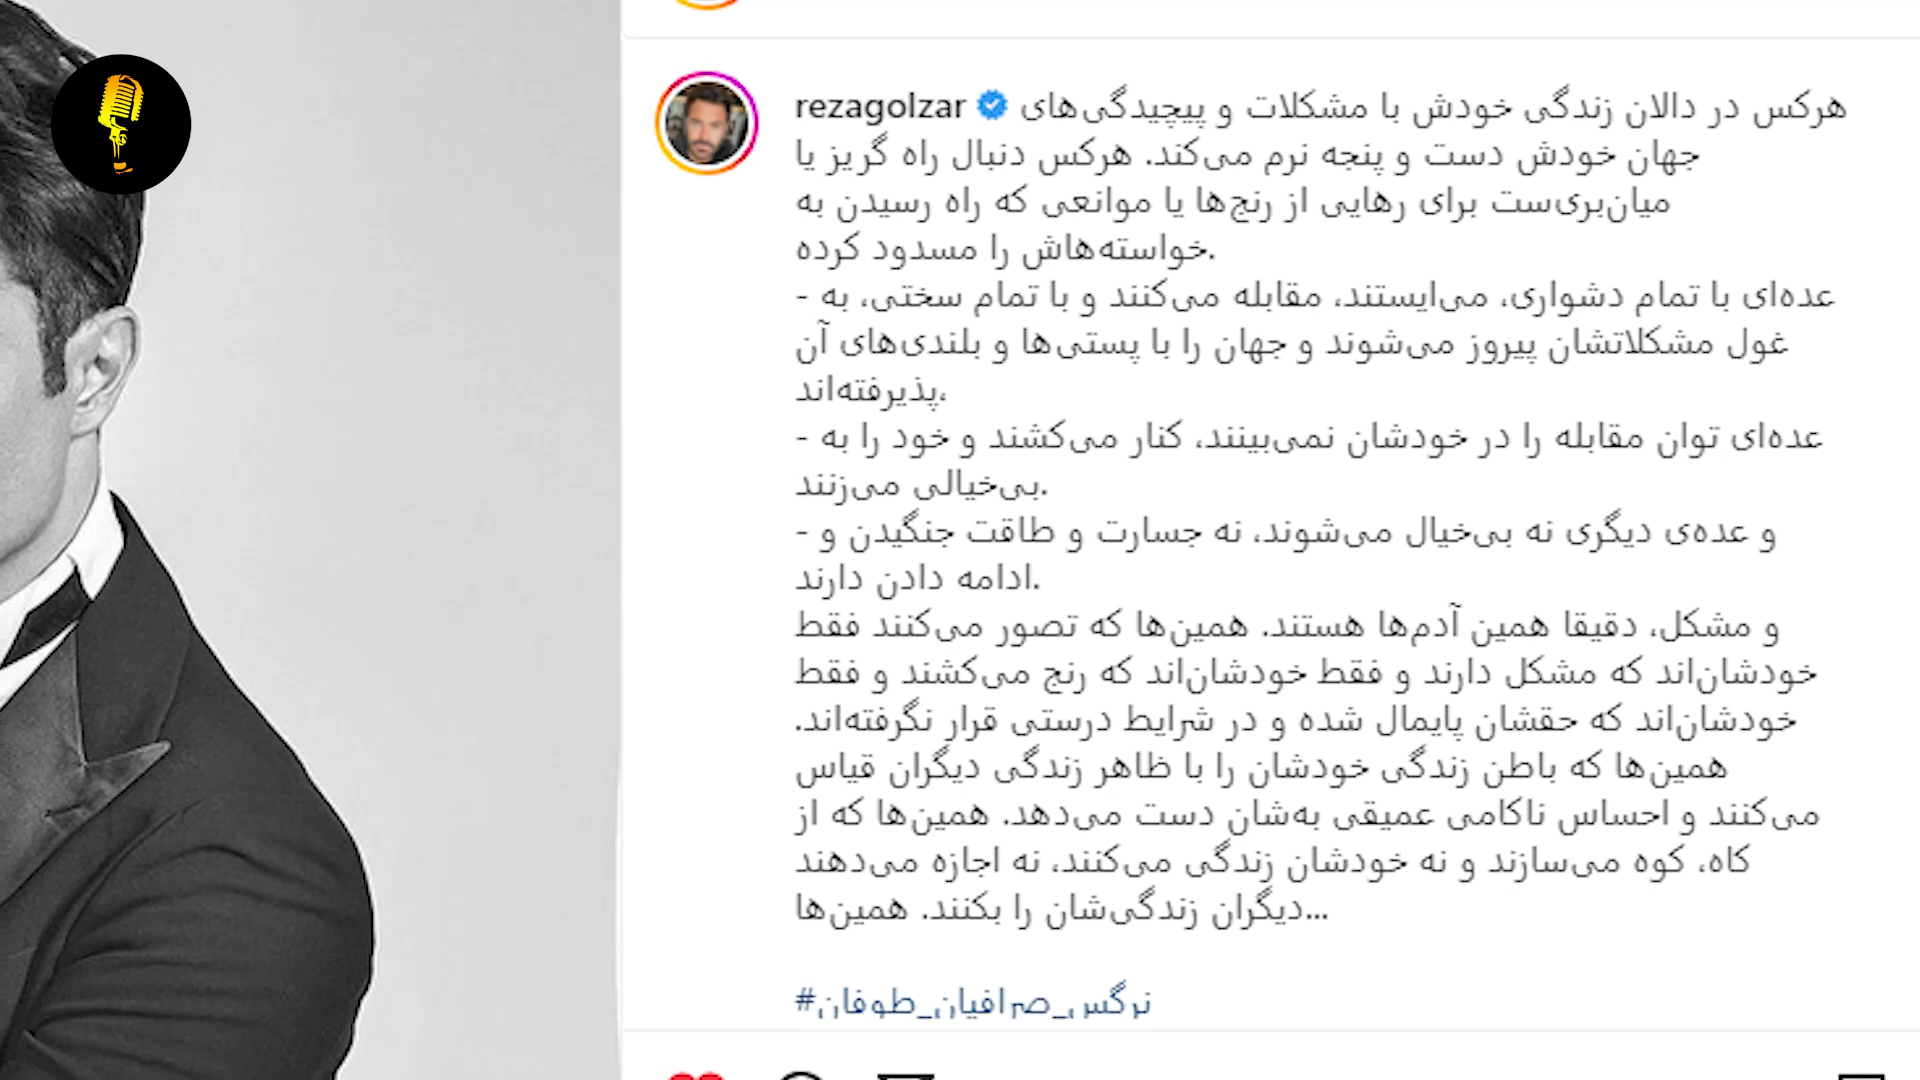 rezagolzar هرکس در دالان زندگی خودش با مشکلات و پیچیدگی‌های
جهان خودش دست و پنجه نرم می‌کند. هرکس دنبال راه گریز یا
میان‌بری‌ست برای رهایی از رنج‌ها یا موانعی که راه رسیدن به
خواسته‌هاش را مسدود کرده.
- عده‌ای با تمام دشواری، می‌ایستند، مقابله می‌کنند و با تمام سختی، به
غول مشکلاتشان پیروز می‌شوند و جهان را با پستی‌ها و بلندی‌های آن
پذیرفته‌اند،
- عده‌ای توان مقابله را در خودشان نمی‌بینند، کنار می‌کشند و خود را به
بی‌خیالی می‌زنند.
- و عده‌ی دیگری نه بی‌خیال می‌شوند، نه جسارت و طاقت جنگیدن و
ادامه دادن دارند.
و مشکل، دقیقا همین آدم‌ها هستند. همین‌ها که تصور می‌کنند فقط
خودشان‌اند که مشکل دارند و فقط خودشان‌اند که رنج می‌کشند و فقط
خودشان‌اند که حقشان پایمال شده و در شرایط درستی قرار نگرفته‌اند.
همین‌ها که باطن زندگی خودشان را با ظاهر زندگی دیگران قیاس
می‌کنند و احساس ناکامی عمیقی به‌شان دست می‌دهد. همین‌ها که از
کاه، کوه می‌سازند و نه خودشان زندگی می‌کنند، نه اجازه می‌دهند
دیگران زندگی‌شان را بکنند. همین‌ها...
#نرگس_صرافیان_طوفان